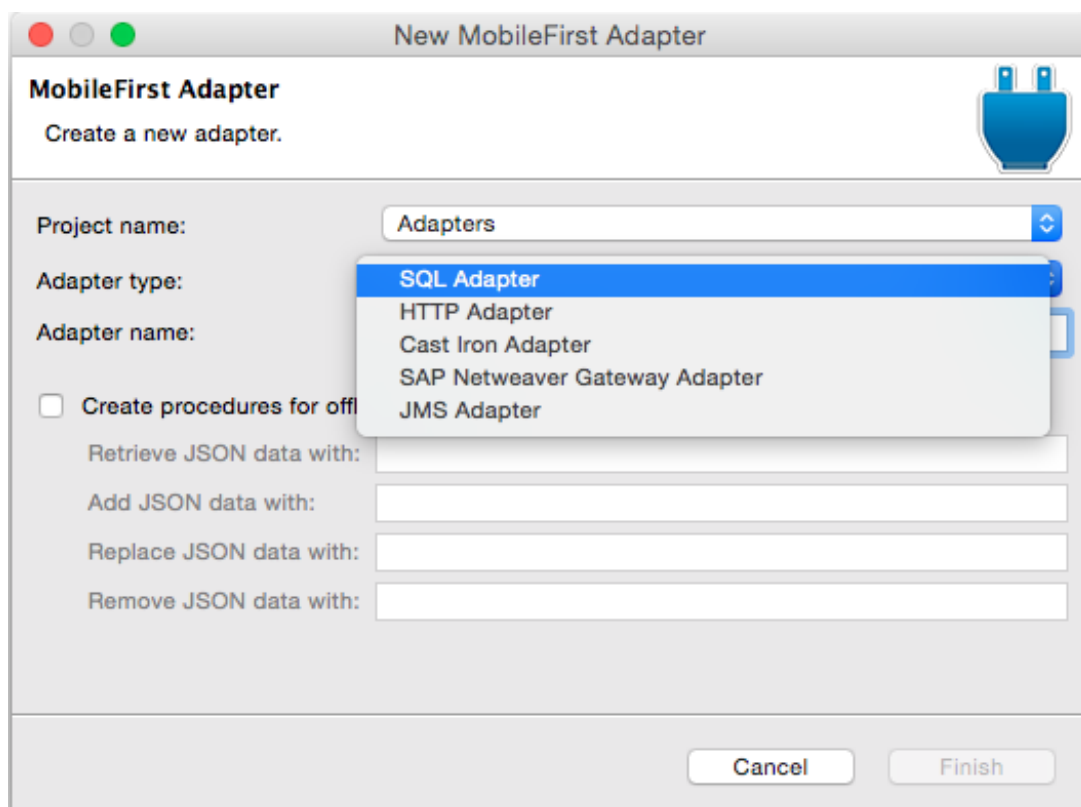 New MobileFirst Adapter
MobileFirst Adapter
Create a new adapter.
Project name: Adapters
Adapter type: SQL Adapter
HTTP Adapter
Adapter name:
Cast Iron Adapter
SAP Netweaver Gateway Adapter
Create procedures for offl
JMS Adapter
Retrieve JSON data with:
Add JSON data with:
Replace JSON data with:
Remove JSON data with:
Cancel Finish